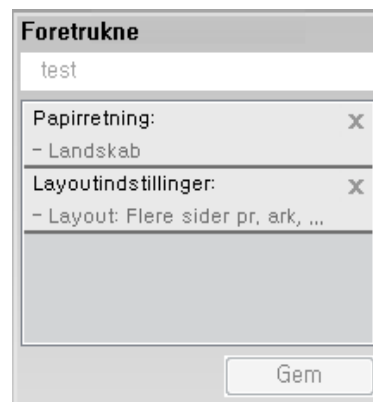 Foretrukne
test
Papirretning: x
- Landskab
Layoutindstillinger: x
- Layout: Flere sider pr, ark, ...
Gem